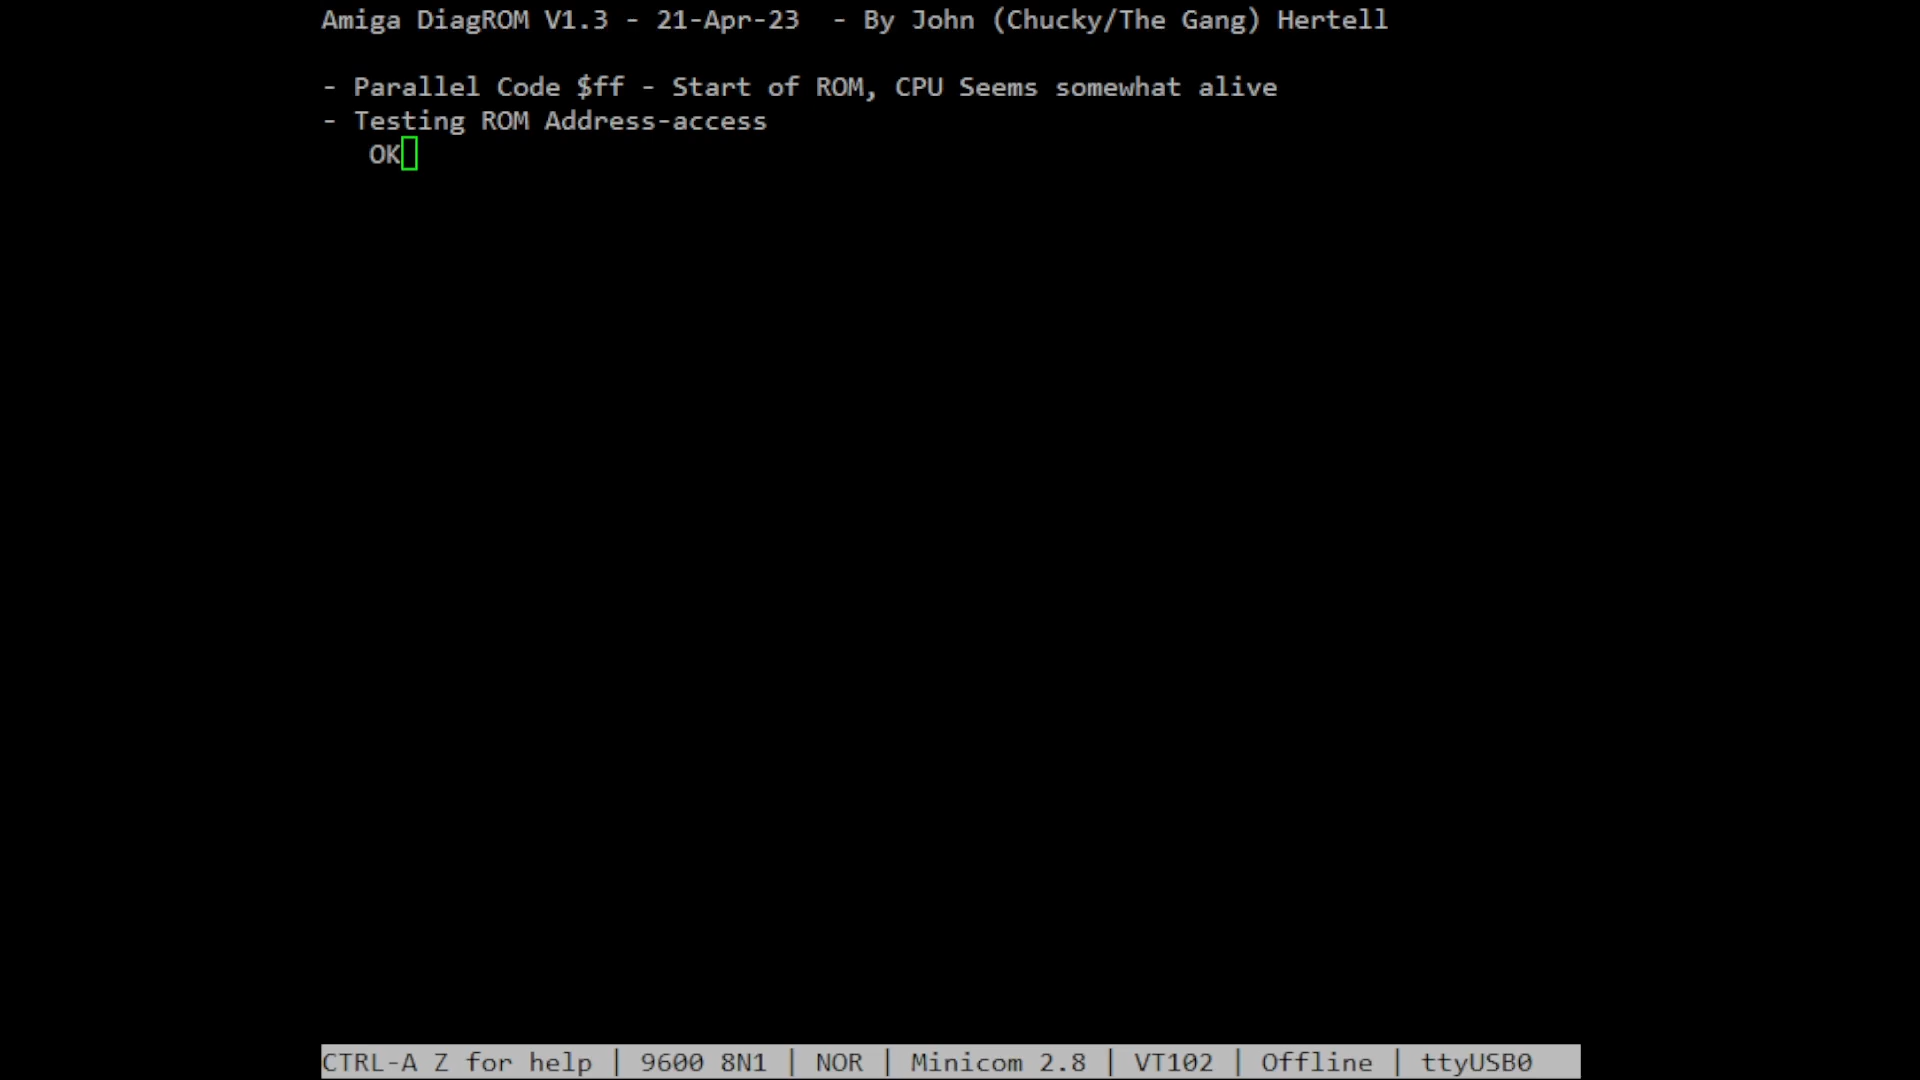 Amiga DiagROM V1.3 - 21-Apr-23  - By John (Chucky/The Gang) Hertell
- Parallel Code $ff - Start of ROM, CPU Seems somewhat alive
- Testing ROM Address-access
   OK
CTRL-A Z for help | 9600 8N1 | NOR | Minicom 2.8 | VT102 | Offline | ttyUSB0